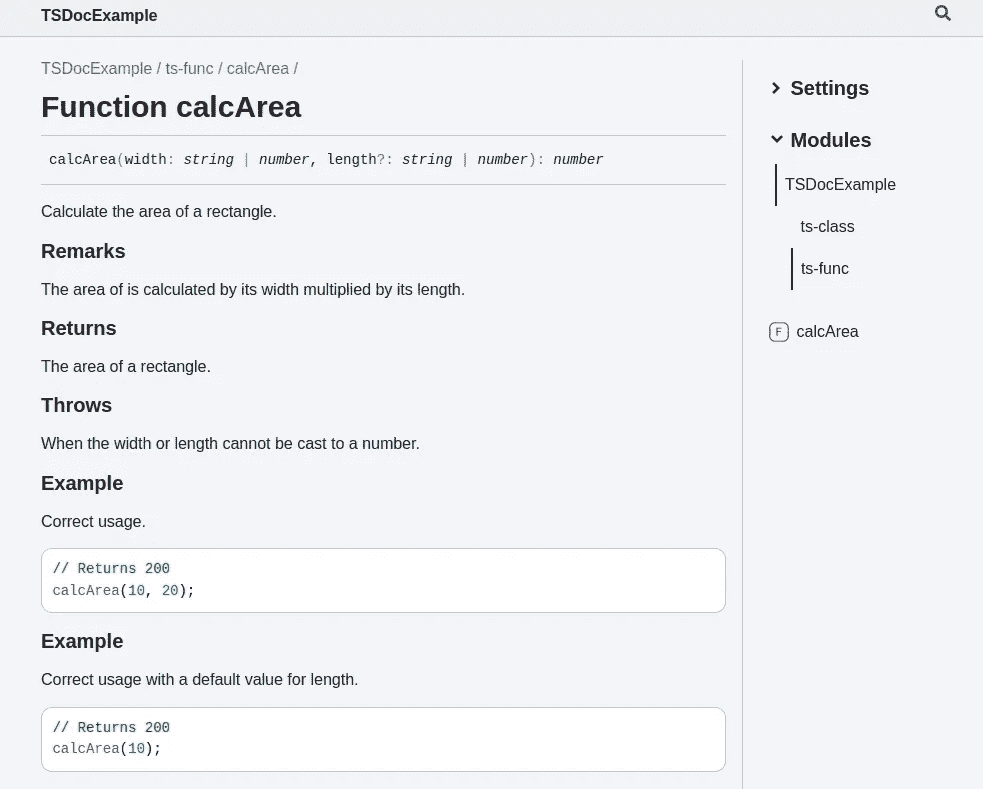 TSDocExample
TSDocExample / ts-func / calcArea /
Function calcArea
calcArea(width: string | number, length?: string | number): number
Calculate the area of a rectangle.
Remarks
The area of is calculated by its width multiplied by its length.
Returns
The area of a rectangle.
Throws
When the width or length cannot be cast to a number.
Example
Correct usage.
// Returns 200
calcArea(10, 20);
Example
Correct usage with a default value for length.
// Returns 200
calcArea(10);
Settings
Modules
TSDocExample
ts-class
ts-func
F calcArea